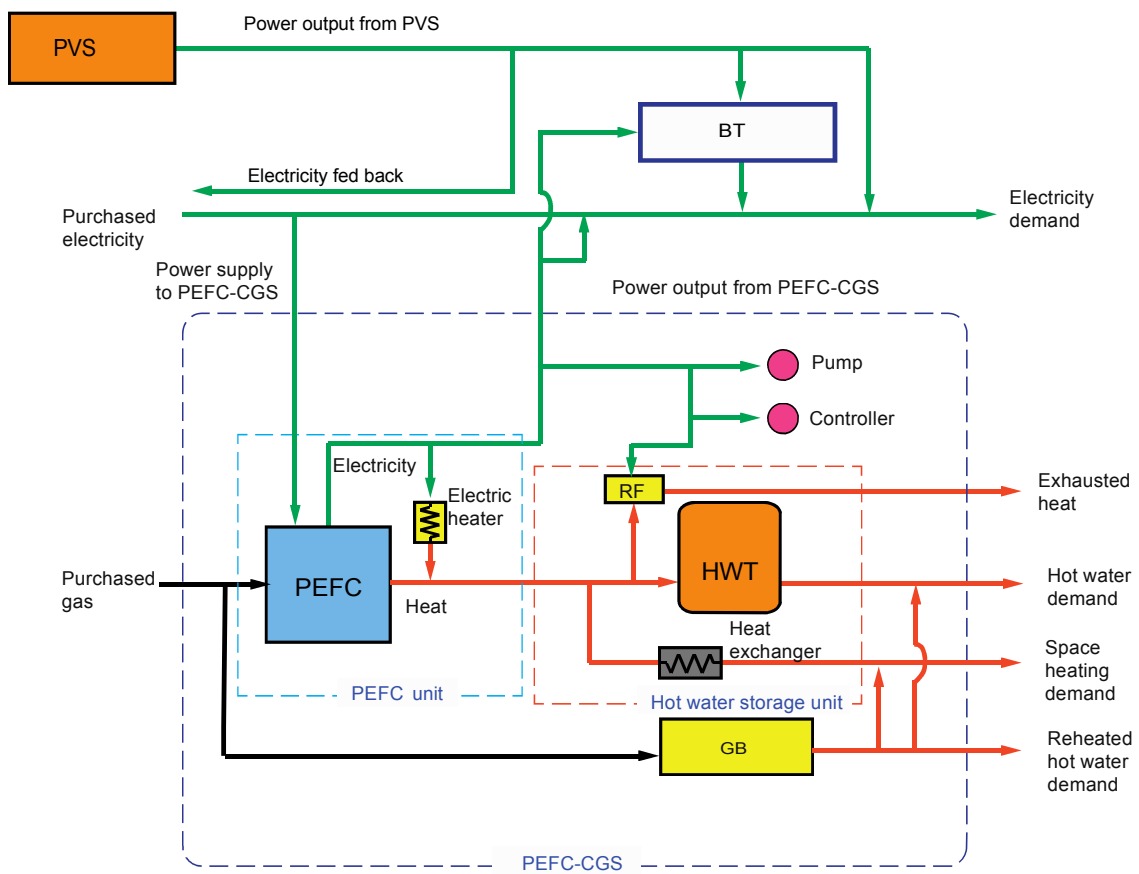 Power output from PVS
PVS
BT
Electricity fed back
Purchased
electricity
Electricity
demand
Power supply
to PEFC-CGS
Power output from PEFC-CGS
Pump
Controller
Electricity
Electric
heater
RF
Exhausted
heat
PEFC
HWT
Purchased
gas
Heat
Hot water
demand
Heat
exchanger
Space
heating
demand
PEFC unit
Hot water storage unit
GB
Reheated
hot water
demand
PEFC-CGS